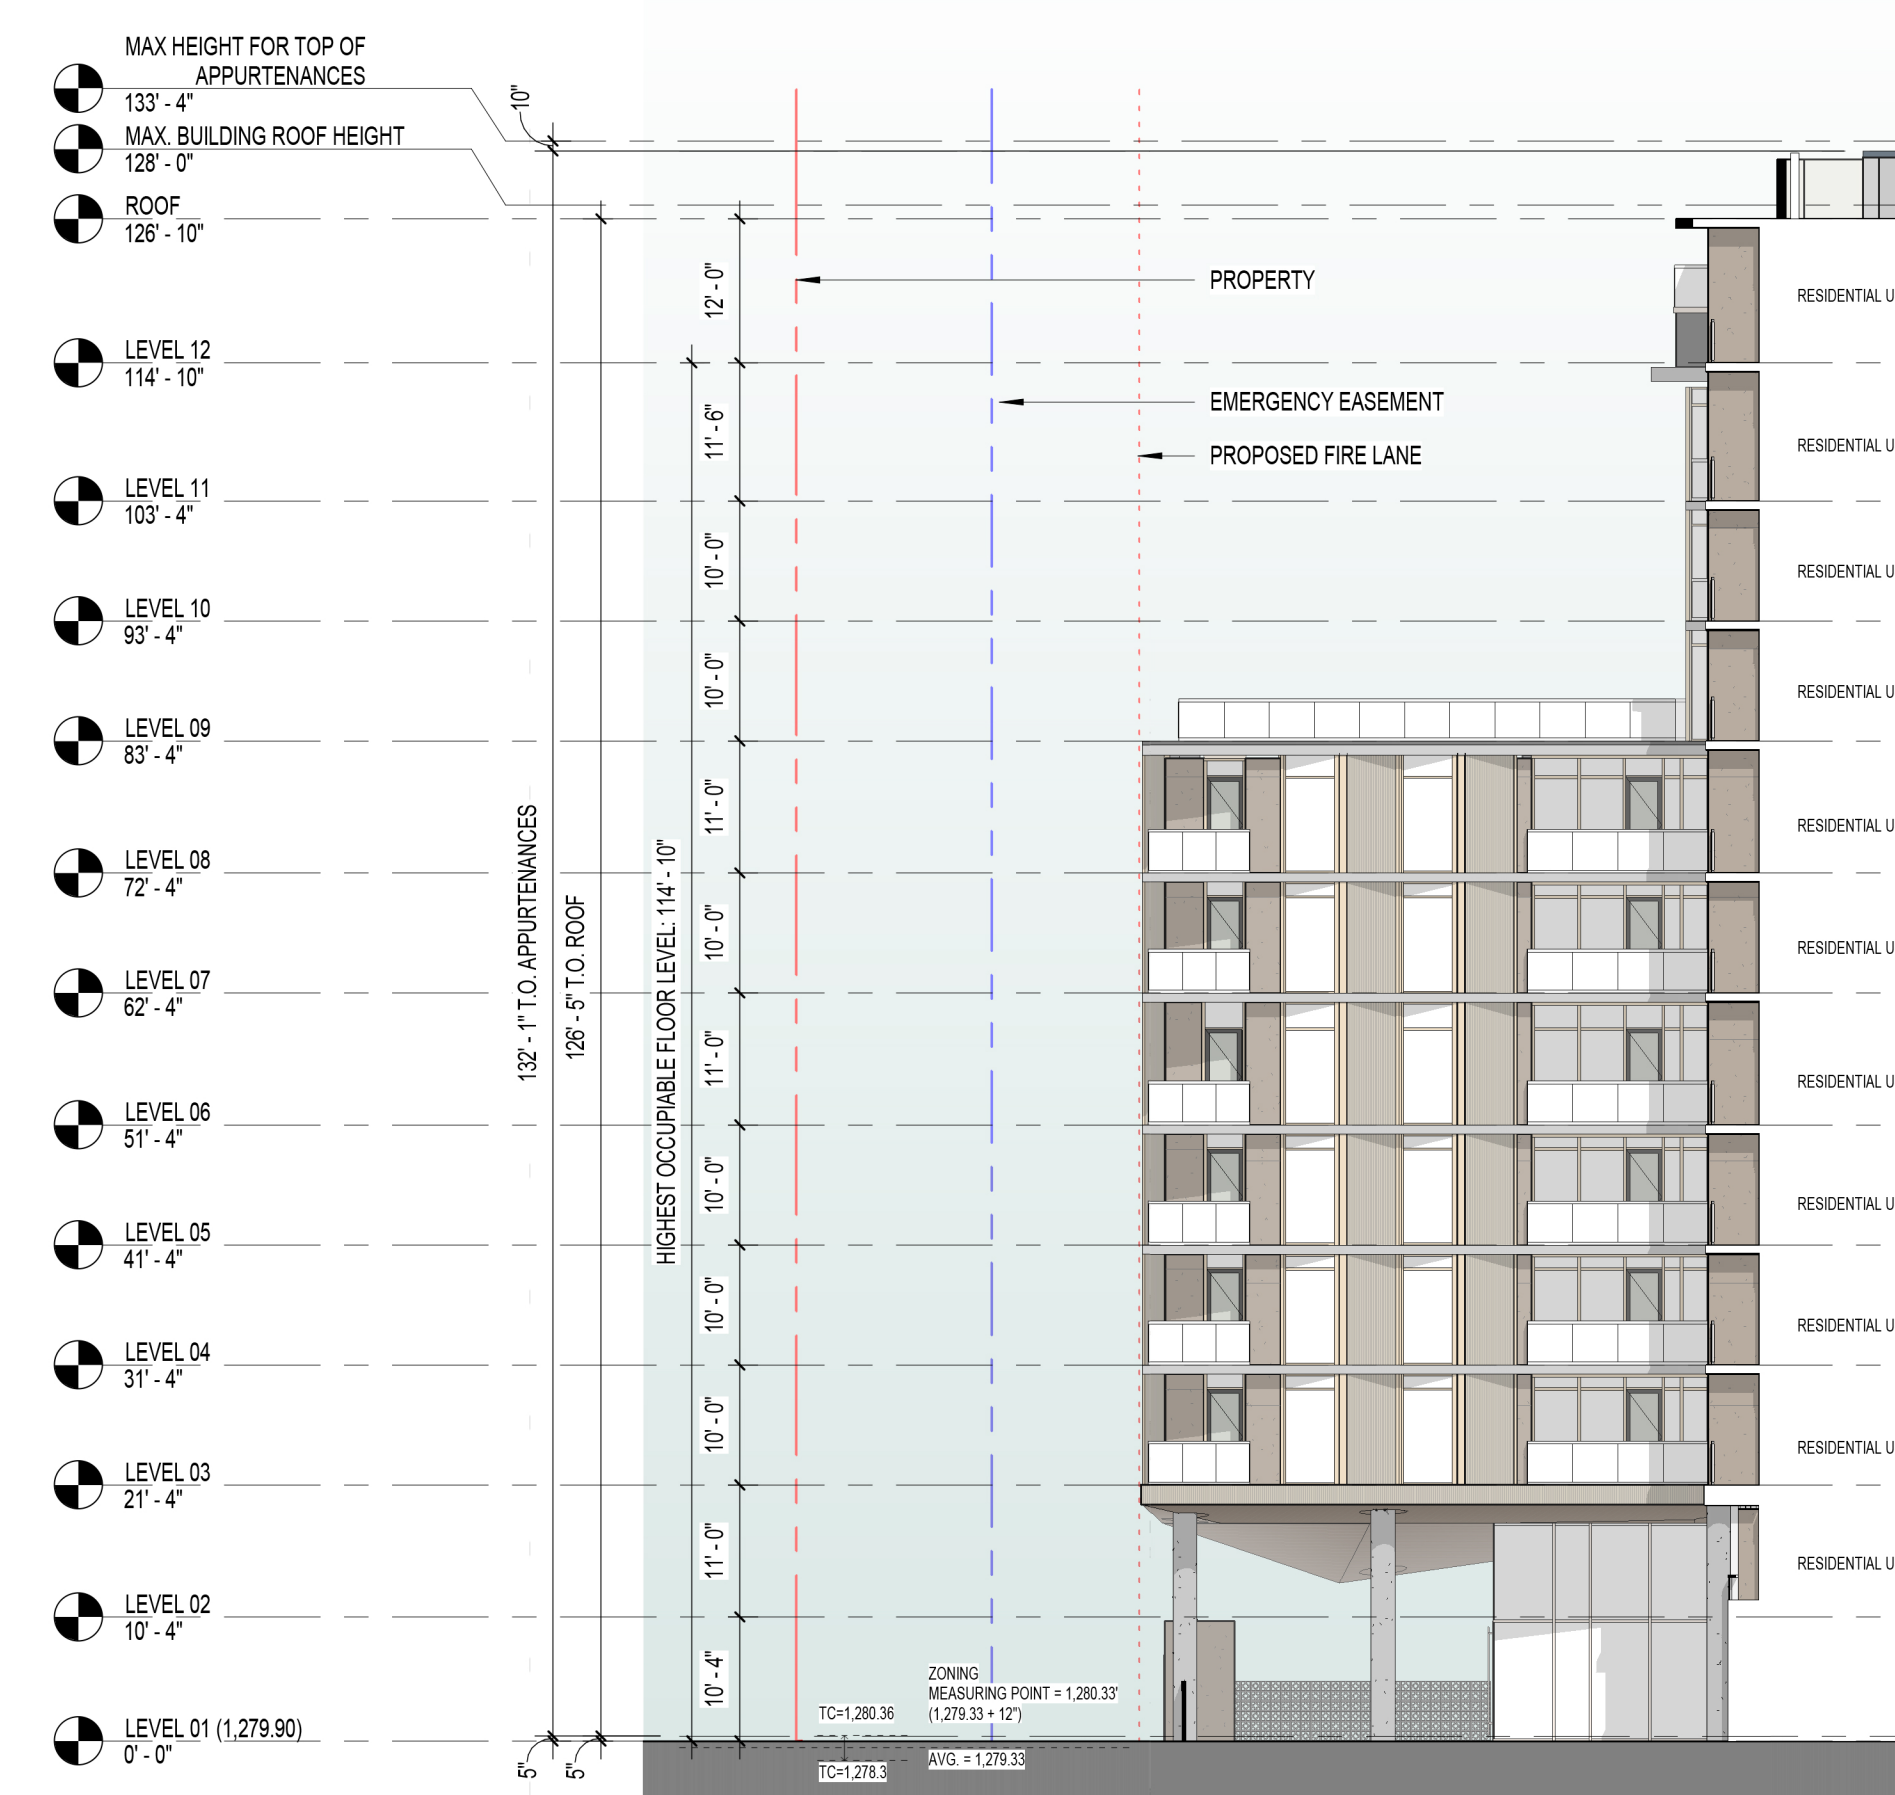 MAX HEIGHT FOR TOP OF
APPURTENANCES
133' - 4"
MAX. BUILDING ROOF HEIGHT
128' - 0"
ROOF
126' - 10"
LEVEL 12
114' - 10"
LEVEL 11
103' - 4"
LEVEL 10
93' - 4"
LEVEL 09
83' - 4"
LEVEL 08
72' - 4"
LEVEL 07
62' - 4"
LEVEL 06
51' - 4"
LEVEL 05
41' - 4"
LEVEL 04
31' - 4"
LEVEL 03
21' - 4"
LEVEL 02
10' - 4"
LEVEL 01 (1,279.90)
0' - 0"
10"
132' - 1" T.O. APPURTENANCES
5"
126' - 5" T.O. ROOF
5"
HIGHEST OCCUPIABLE FLOOR LEVEL: 114' - 10"
12' - 0"
11' - 6"
10' - 0"
10' - 0"
11' - 0"
10' - 0"
11' - 0"
10' - 0"
10' - 0"
10' - 0"
11' - 0"
10' - 4"
PROPERTY
EMERGENCY EASEMENT
PROPOSED FIRE LANE
RESIDENTIAL U
RESIDENTIAL U
RESIDENTIAL U
RESIDENTIAL U
RESIDENTIAL U
RESIDENTIAL U
RESIDENTIAL U
RESIDENTIAL U
RESIDENTIAL U
RESIDENTIAL U
RESIDENTIAL U
ZONING
MEASURING POINT = 1,280.33'
(1,279.33 + 12")
TC=1,280.36
AVG. = 1,279.33
TC=1,278.3